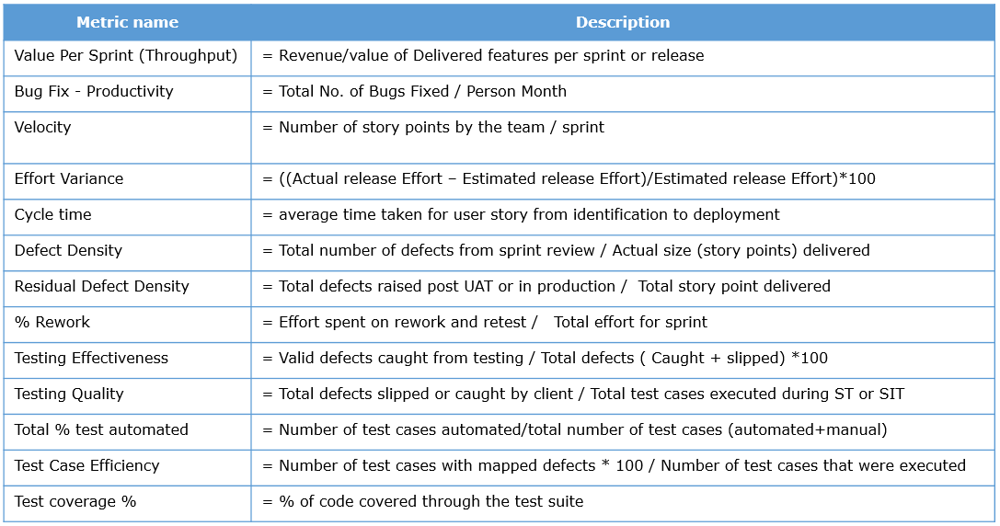 Metric name Description
Value Per Sprint (Throughput) = Revenue/value of Delivered features per sprint or release
Bug Fix - Productivity = Total No. of Bugs Fixed / Person Month
Velocity = Number of story points by the team / sprint
Effort Variance = ((Actual release Effort – Estimated release Effort)/Estimated release Effort)*100
Cycle time = average time taken for user story from identification to deployment
Defect Density = Total number of defects from sprint review / Actual size (story points) delivered
Residual Defect Density = Total defects raised post UAT or in production / Total story point delivered
% Rework = Effort spent on rework and retest / Total effort for sprint
Testing Effectiveness = Valid defects caught from testing / Total defects ( Caught + slipped) *100
Testing Quality = Total defects slipped or caught by client / Total test cases executed during ST or SIT
Total % test automated = Number of test cases automated/total number of test cases (automated+manual)
Test Case Efficiency = Number of test cases with mapped defects * 100 / Number of test cases that were executed
Test coverage % = % of code covered through the test suite